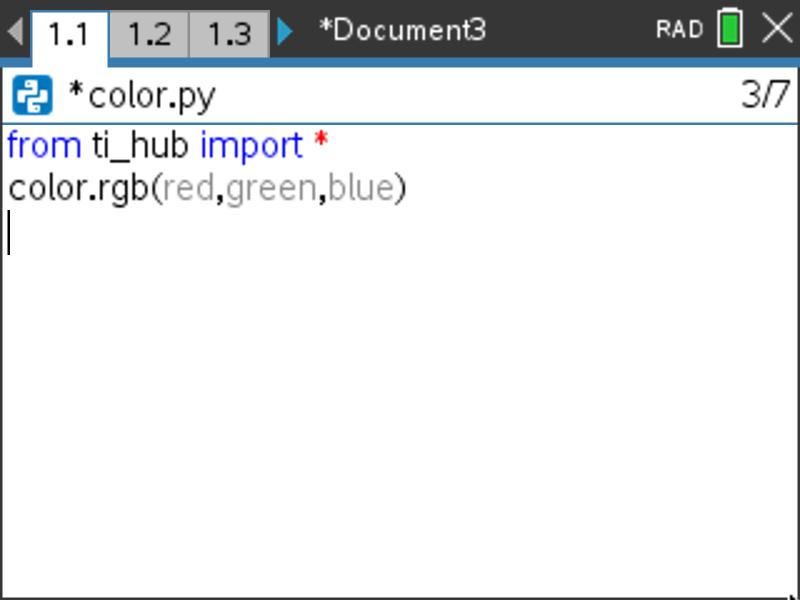 1.1 1.2 1.3 *Document3 RAD
*color.py 3/7
from ti_hub import *
color.rgb(red,green,blue)